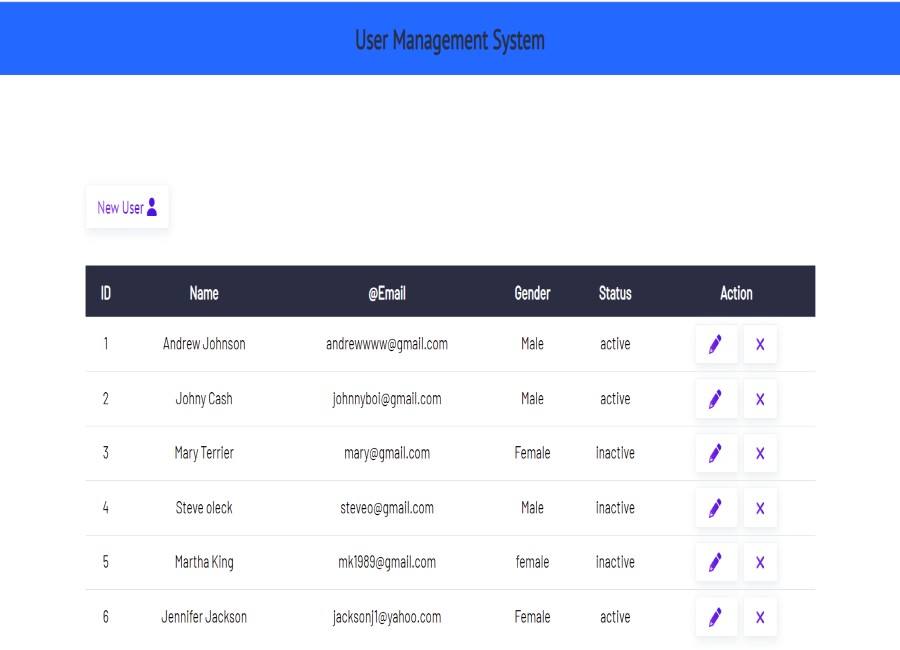 User Management System
New User
ID Name @Email Gender Status Action
1 Andrew Johnson andrewwww@gmail.com Male active
2 Johny Cash johnnyboi@gmail.com Male active
3 Mary Terrier mary@gmail.com Female inactive
4 Steve oleck steveo@gmail.com Male inactive
5 Martha King mk1989@gmail.com female inactive
6 Jennifer Jackson jacksonj1@yahoo.com Female active